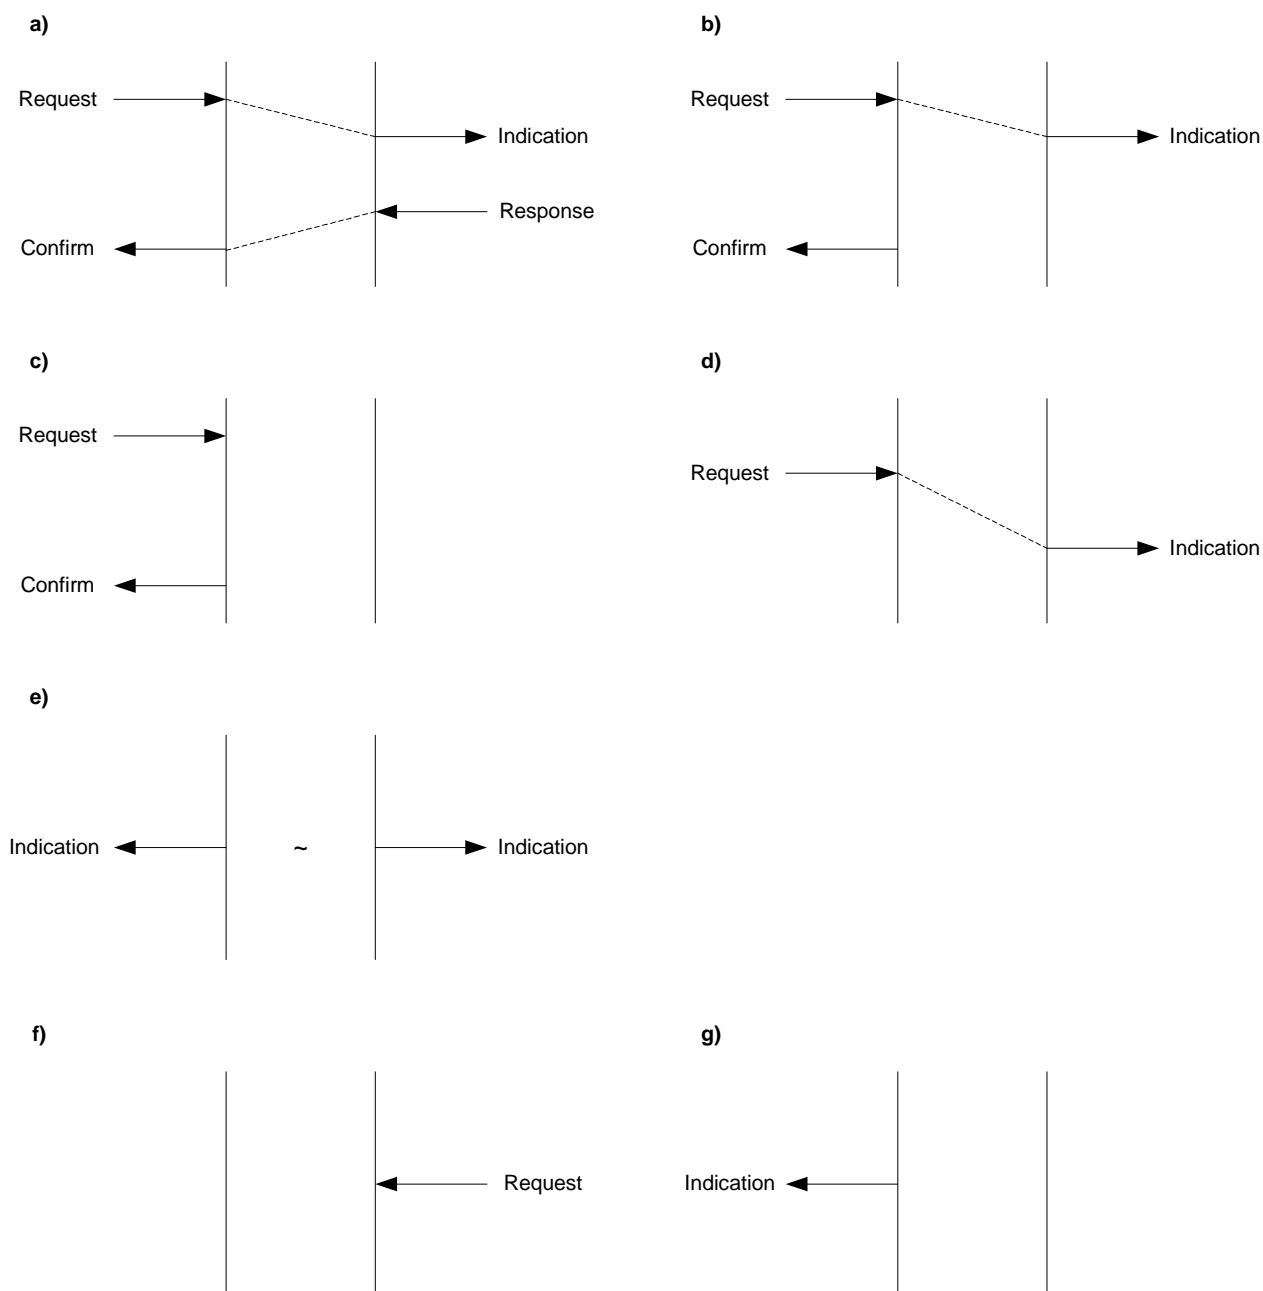 a)
Request
Indication
Response
Confirm
b)
Request
Indication
Confirm
c)
Request
Confirm
d)
Request
Indication
e)
Indication ~ Indication
f)
Request
g)
Indication